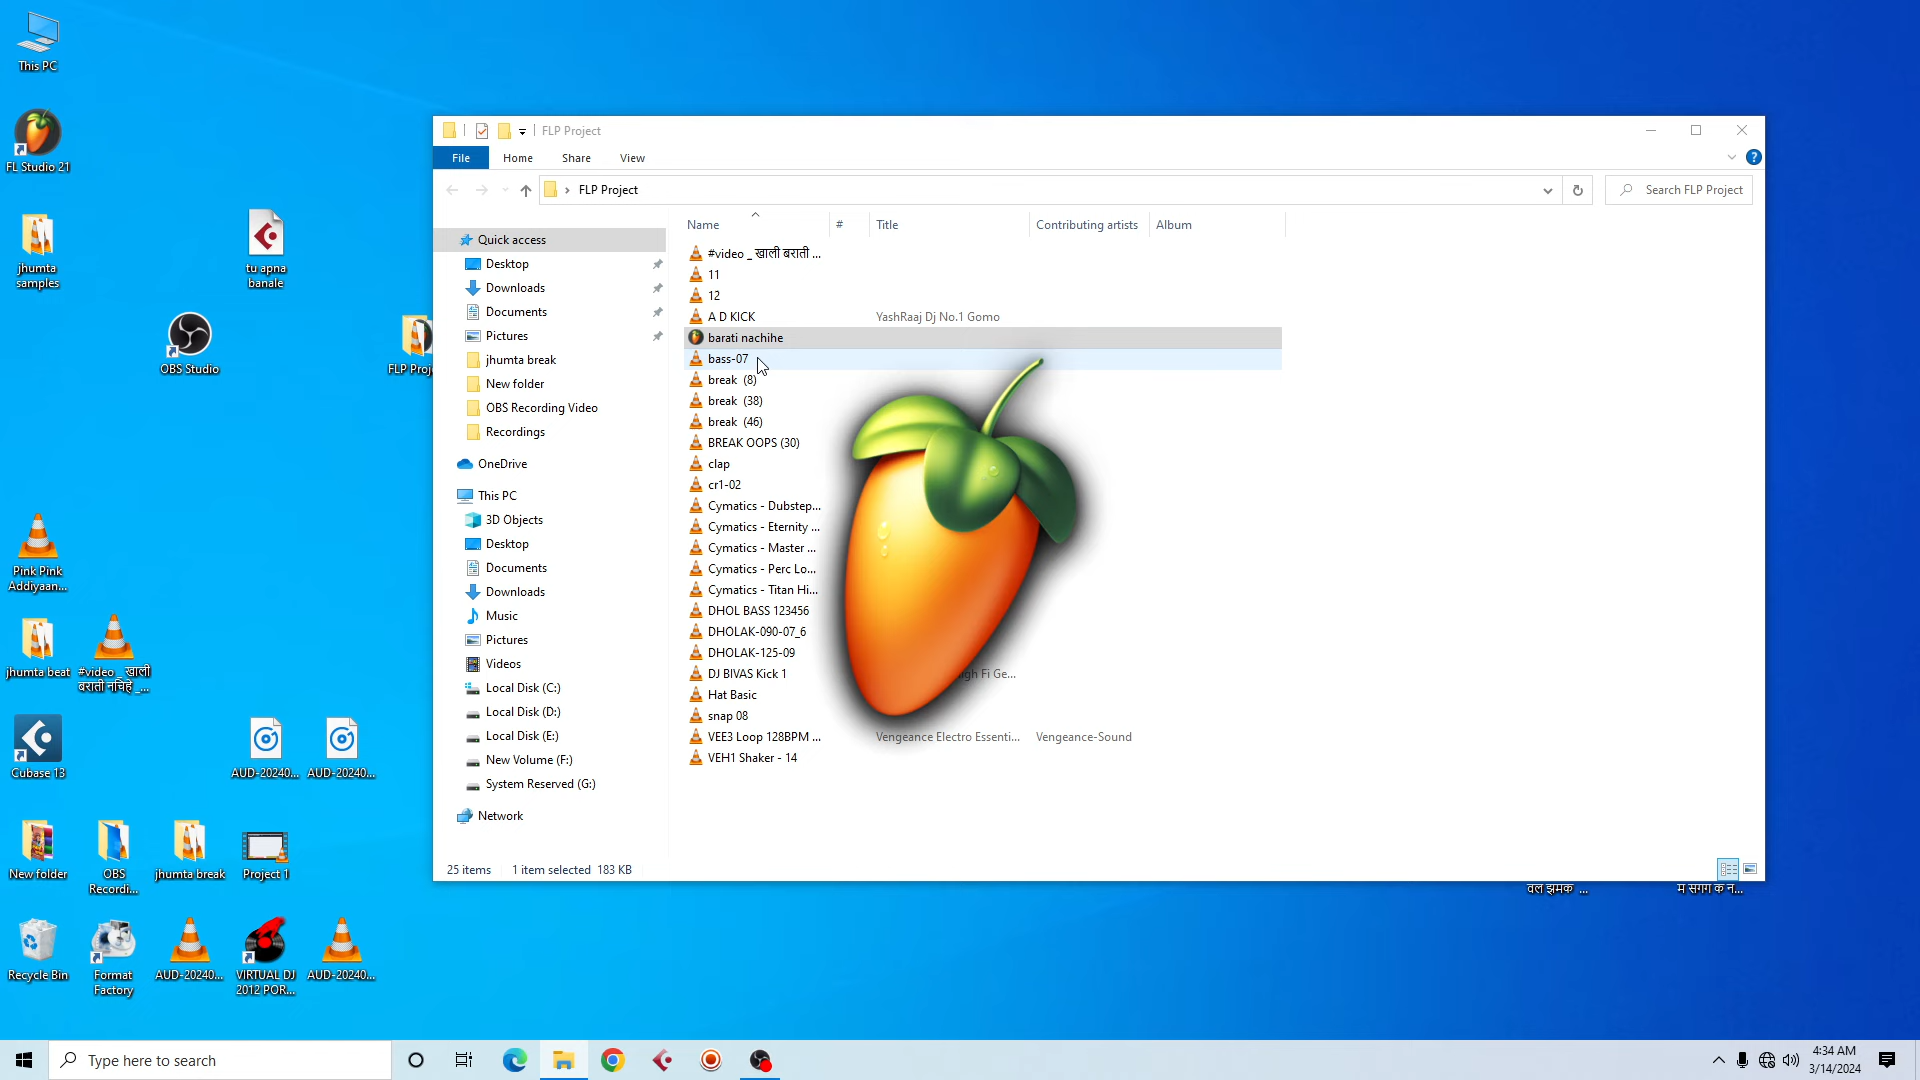 This PC
FL Studio 21
jhumta
samples
tu apna
banale
OBS Studio
FLP Proj
Pink Pink
Addiyaan...
jhumta beat
#video _ खाली
बराती नचिहे _...
Cubase 13
AUD-20240...
AUD-20240...
New folder
OBS
Recordi...
jhumta break
Project 1
Recycle Bin
Format
Factory
AUD-20240...
VIRTUAL DJ
2012 POR...
AUD-20240...
FLP Project
File
Home
Share
View
FLP Project
Search FLP Project
Quick access
Desktop
Downloads
Documents
Pictures
jhumta break
New folder
OBS Recording Video
Recordings
OneDrive
This PC
3D Objects
Desktop
Documents
Downloads
Music
Pictures
Videos
Local Disk (C:)
Local Disk (D:)
Local Disk (E:)
New Volume (F:)
System Reserved (G:)
Network
Name # Title Contributing artists Album
#video _ खाली बराती ...
11
12
A D KICK YashRaaj Dj No.1 Gomo
barati nachihe
bass-07
break (8)
break (38)
break (46)
BREAK OOPS (30)
clap
cr1-02
Cymatics - Dubstep...
Cymatics - Eternity ...
Cymatics - Master ...
Cymatics - Perc Lo...
Cymatics - Titan Hi...
DHOL BASS 123456
DHOLAK-090-07_6
DHOLAK-125-09
DJ BIVAS Kick 1 Fi Ge...
Hat Basic
snap 08
VEE3 Loop 128BPM ... Vengeance Electro Essenti... Vengeance-Sound
VEH1 Shaker - 14
25 items 1 item selected 183 KB
Type here to search
4:34 AM
3/14/2024